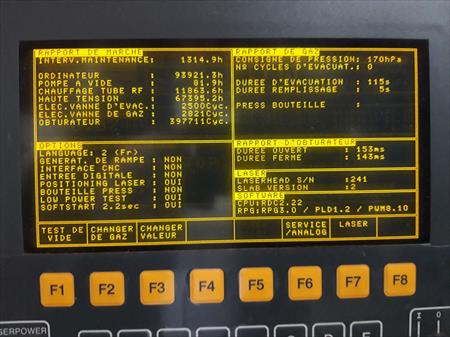 RAPPORT DE MARCHE
INTERV.MAINTENANCE: 1314.9h
ORDINATEUR : 93921.3h
POMPE A VIDE : 81.9h
CHAUFFAGE TUBE RF : 11863.6h
HAUTE TENSION : 67395.2h
ELEC.VANNE D'EVAC.: 2500Cyc.
ELEC.VANNE DE GAZ : 2821Cyc.
OBTURATEUR : 397711Cyc.
RAPPORT DE GAZ
CONSIGNE DE PRESSION: 170hPa
NR CYCLES D'EVACUAT.: 0
DUREE D'EVACUATION : 115s
DUREE REMPLISSAGE : 5s
PRESS BOUTEILLE :
OPTIONS
LANGUAGE: 2 (Fr)
GENERAT. DE RAMPE : NON
INTERFACE CNC : NON
ENTREE DIGITALE : NON
POSITIONING LASER : OUI
BOUTEILLE PRESS : NON
LOW POWER TEST : OUI
SOFTSTART 2.2sec : OUI
RAPPORT D'OBTURATEUR
DUREE OUVERT : 153ms
DUREE FERME : 143ms
LASER
LASERHEAD S/N :241
SLAB VERSION :2
SOFTWARE
CPU:RDC2.22
RPG:RPG3.0 / PLD1.2 / PWM8.10
TEST DE VIDE
CHANGER DE GAZ
CHANGER VALEUR
SERVICE /ANALOG
LASER
F1 F2 F3 F4 F5 F6 F7 F8
SERPOWER
I O